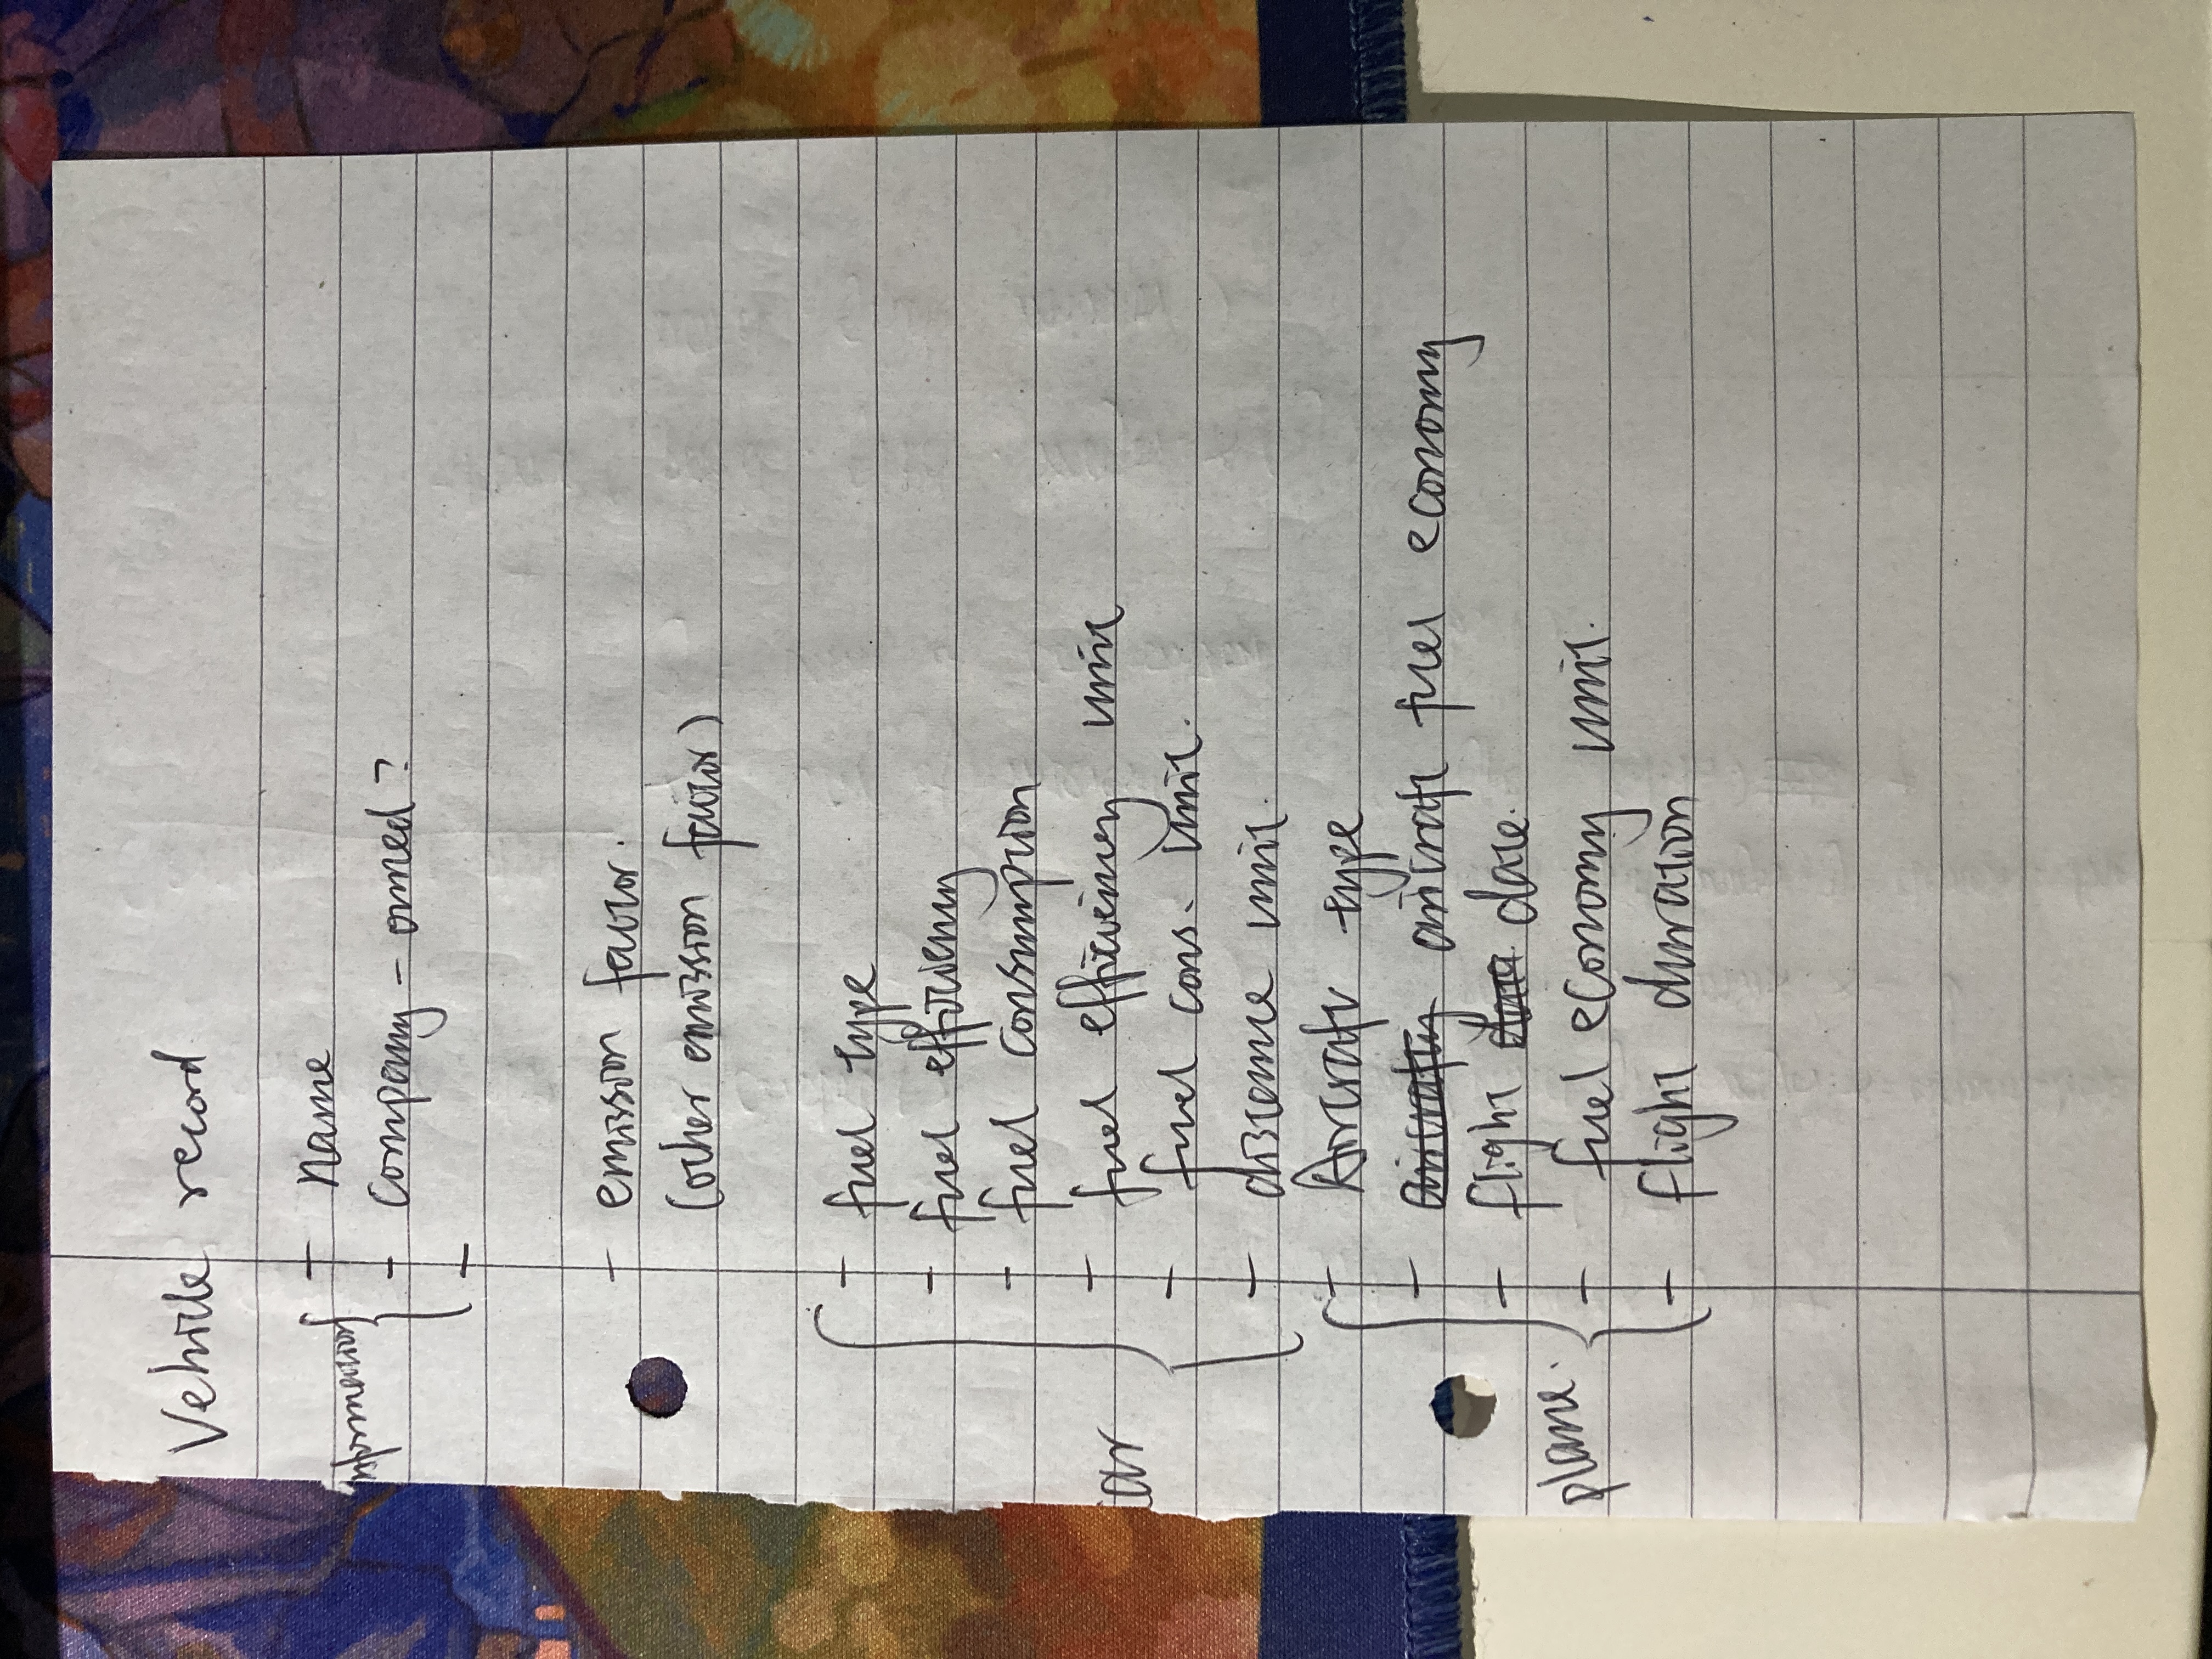 Vehicle record
information
- name
- Company - owned ?
-
- emission factor.
(other emission factor)
- fuel type
- fuel efficiency
- fuel consumption
car
- fuel efficiency unit
- fuel cons. unit.
- distance unit.
- Aircraft type
- aircraft fuel economy
- flight date.
plane.
- fuel economy unit.
- flight duration